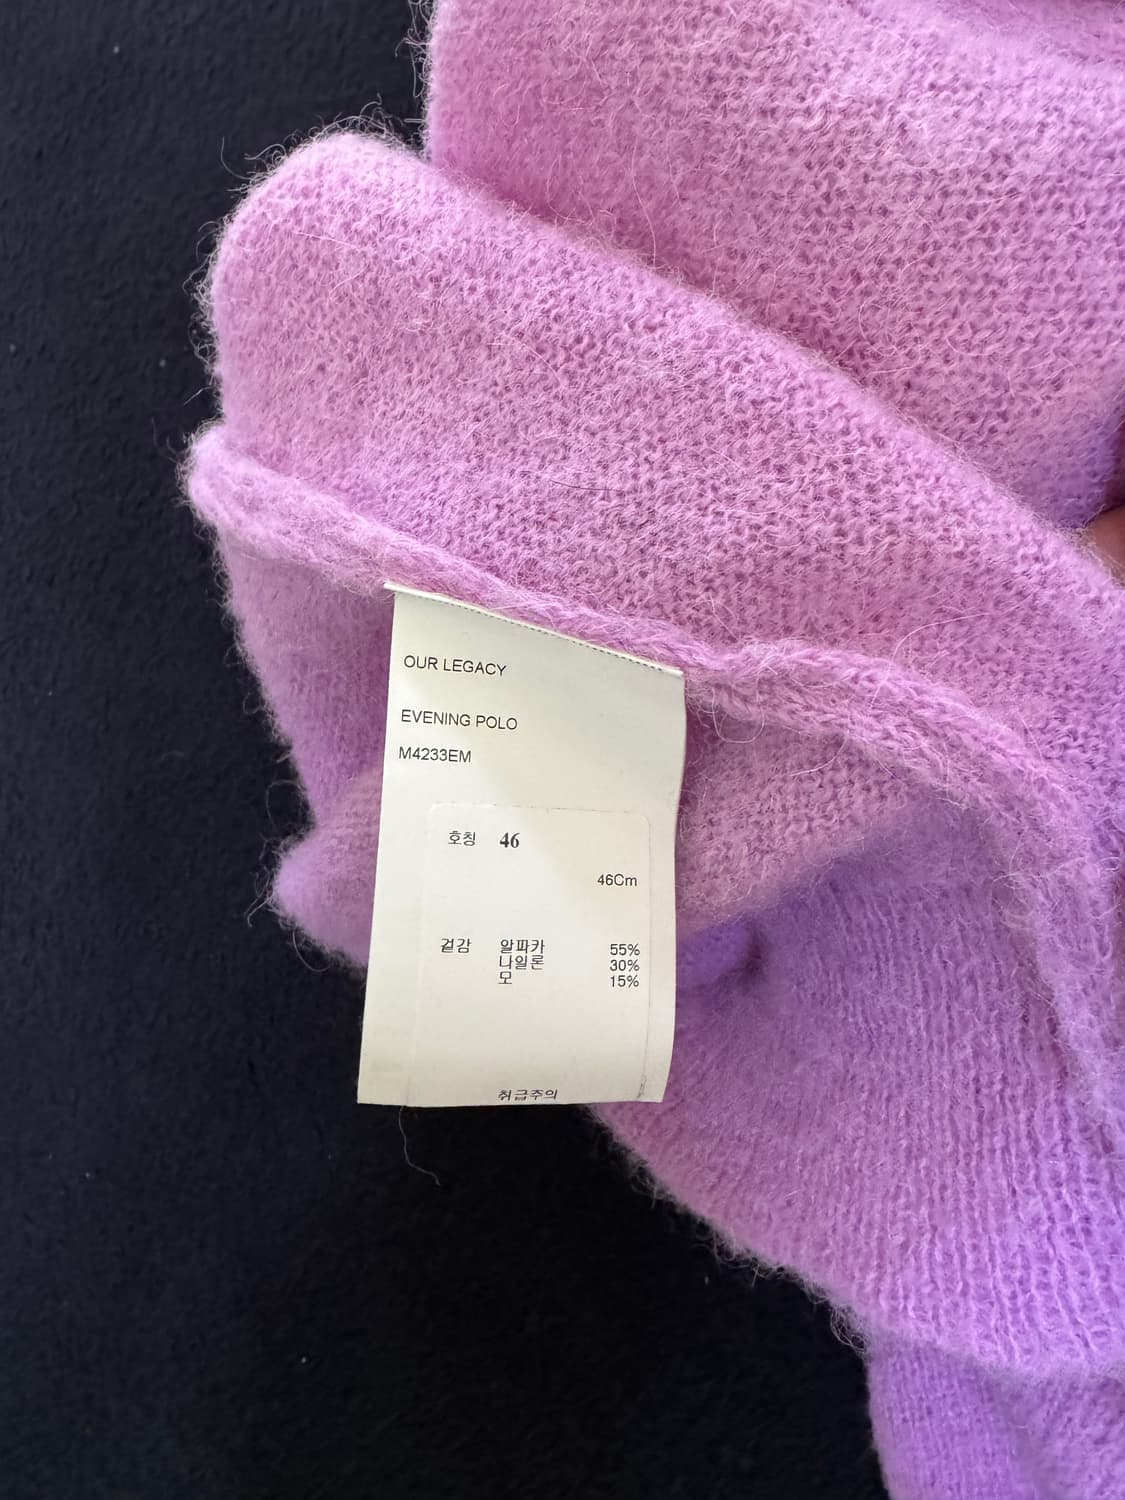 OUR LEGACY
EVENING POLO
M4233EM
호칭 46
46Cm
겉감 알파카 55%
나일론 30%
모 15%
취급주의